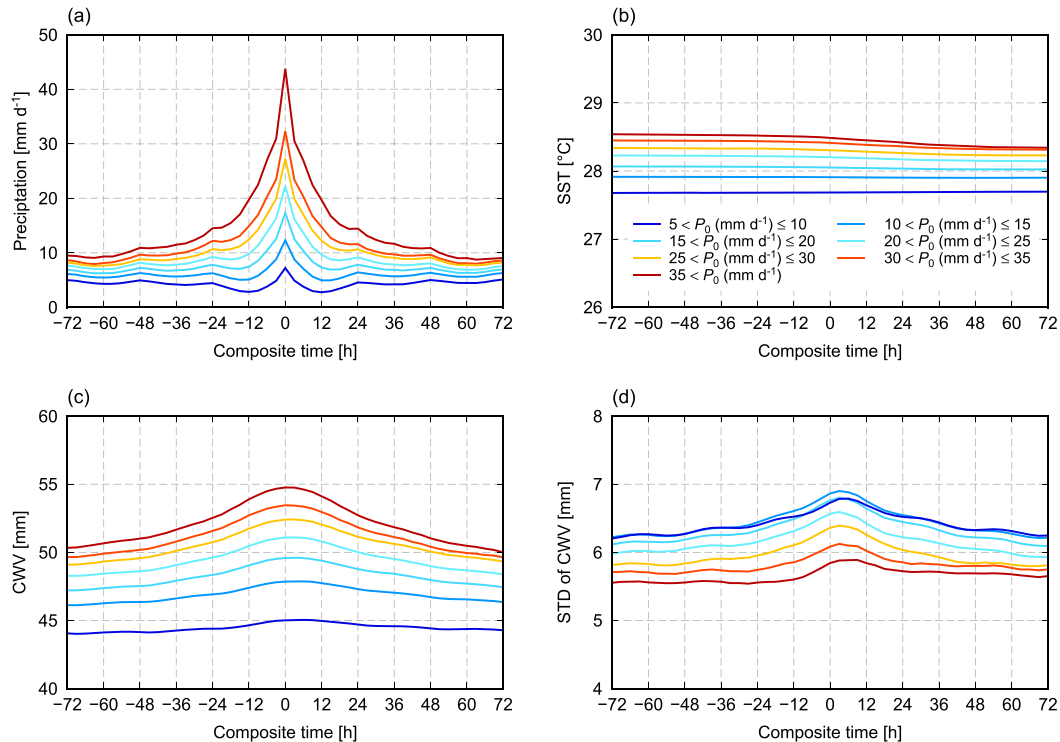 (a)
50
40
30
20
10
0
Preciptation [mm d-1]
−72 −60 −48 −36 −24 −12 0 12 24 36 48 60 72
Composite time [h]
(b)
30
29
28
27
26
SST [°C]
5 < P0 (mm d-1) ≤ 10
10 < P0 (mm d-1) ≤ 15
15 < P0 (mm d-1) ≤ 20
20 < P0 (mm d-1) ≤ 25
25 < P0 (mm d-1) ≤ 30
30 < P0 (mm d-1) ≤ 35
35 < P0 (mm d-1)
−72 −60 −48 −36 −24 −12 0 12 24 36 48 60 72
Composite time [h]
(c)
60
55
50
45
40
CWV [mm]
−72 −60 −48 −36 −24 −12 0 12 24 36 48 60 72
Composite time [h]
(d)
8
7
6
5
4
STD of CWV [mm]
−72 −60 −48 −36 −24 −12 0 12 24 36 48 60 72
Composite time [h]